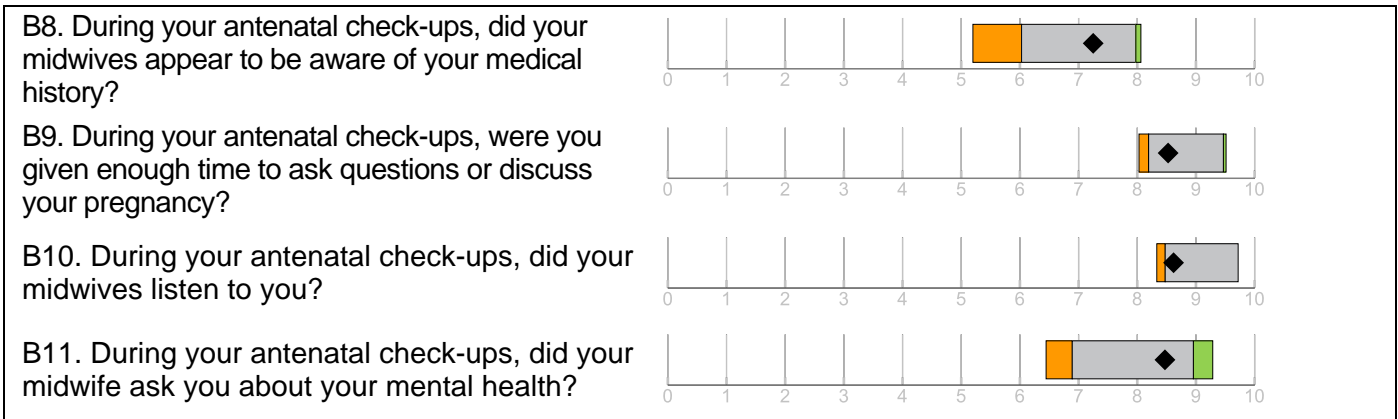 B8. During your antenatal check-ups, did your
midwives appear to be aware of your medical
history?
0 1 2 3 4 5 6 7 8 9 10
B9. During your antenatal check-ups, were you
given enough time to ask questions or discuss
your pregnancy?
0 1 2 3 4 5 6 7 8 9 10
B10. During your antenatal check-ups, did your
midwives listen to you?
0 1 2 3 4 5 6 7 8 9 10
B11. During your antenatal check-ups, did your
midwife ask you about your mental health?
0 1 2 3 4 5 6 7 8 9 10